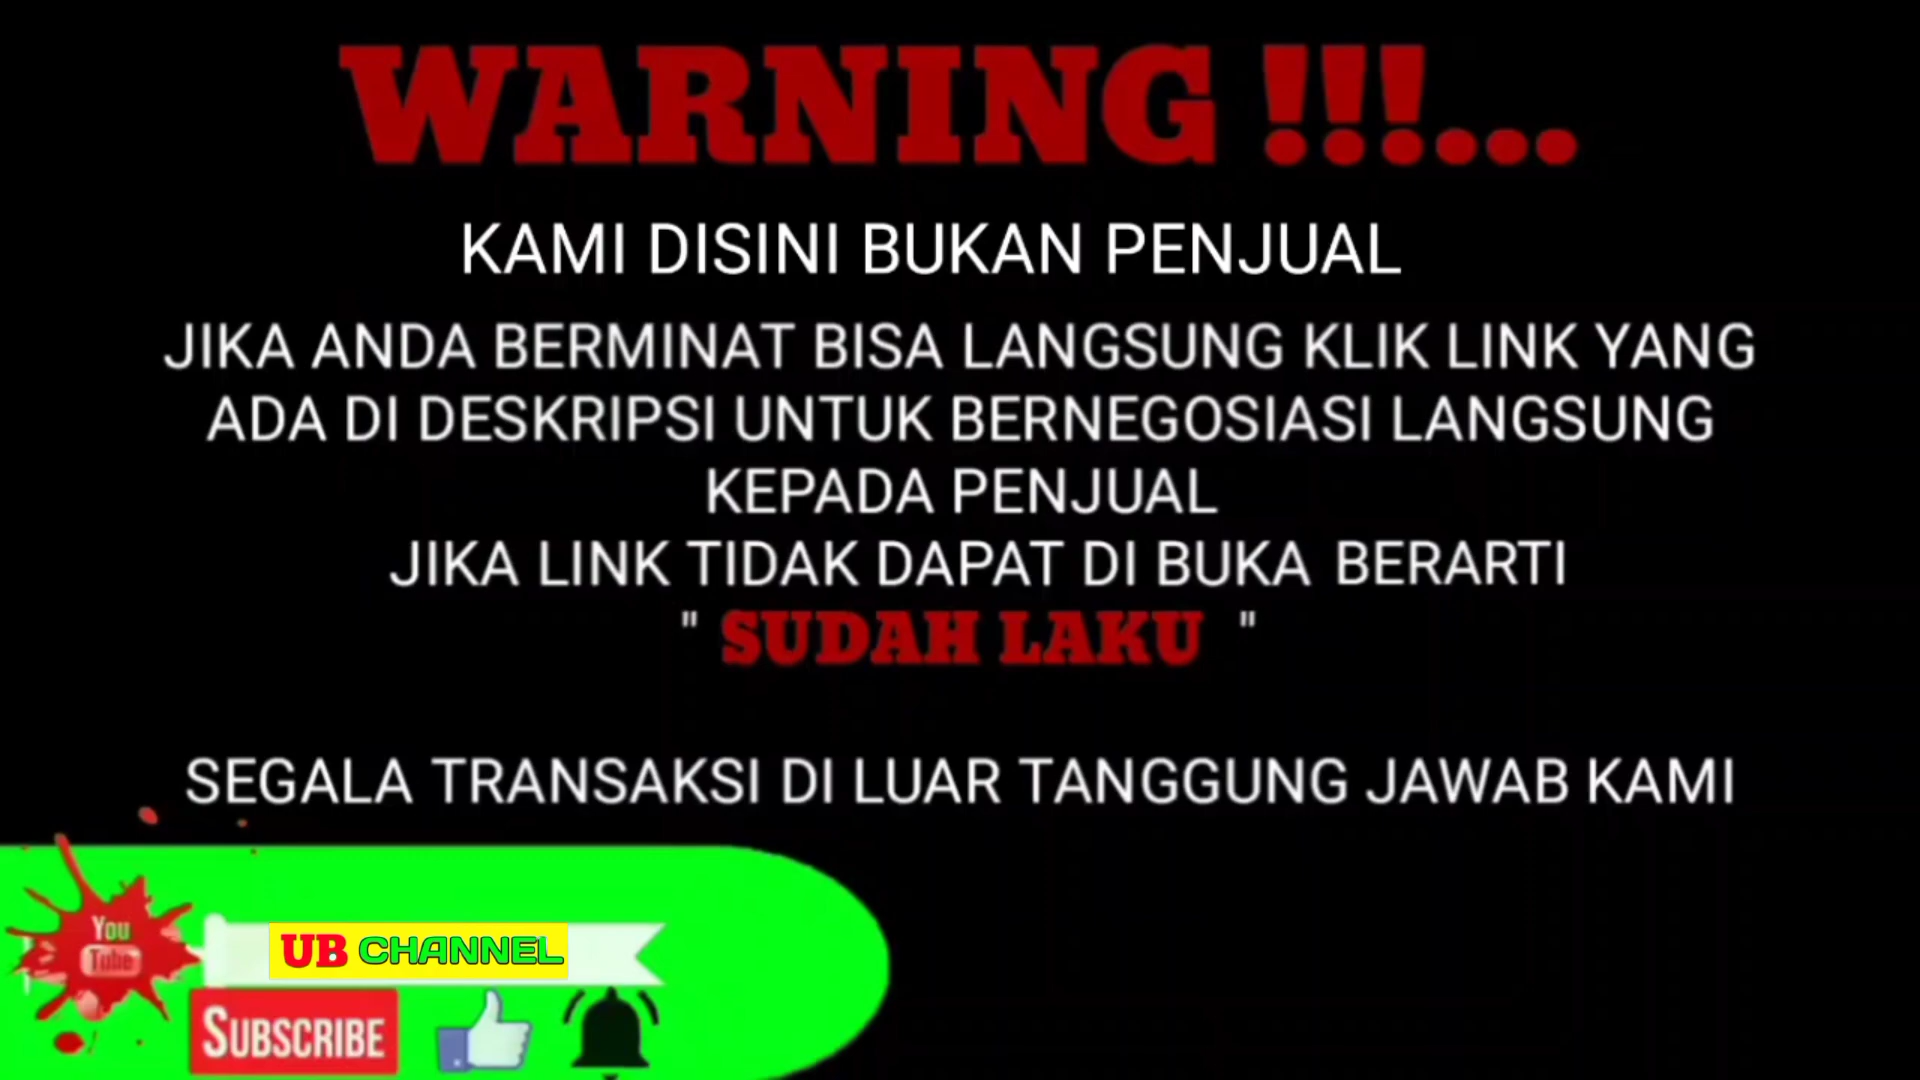 WARNING !!!...
KAMI DISINI BUKAN PENJUAL
JIKA ANDA BERMINAT BISA LANGSUNG KLIK LINK YANG
ADA DI DESKRIPSI UNTUK BERNEGOSIASI LANGSUNG
KEPADA PENJUAL
JIKA LINK TIDAK DAPAT DI BUKA BERARTI
" SUDAH LAKU "
SEGALA TRANSAKSI DI LUAR TANGGUNG JAWAB KAMI
You
Tube
UB CHANNEL
SUBSCRIBE